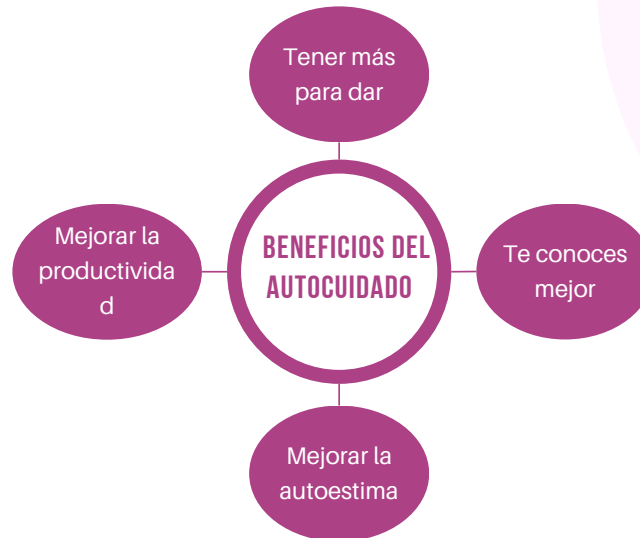 Tener más
para dar
Mejorar la
productivida
d
BENEFICIOS DEL
AUTOCUIDADO
Te conoces
mejor
Mejorar la
autoestima